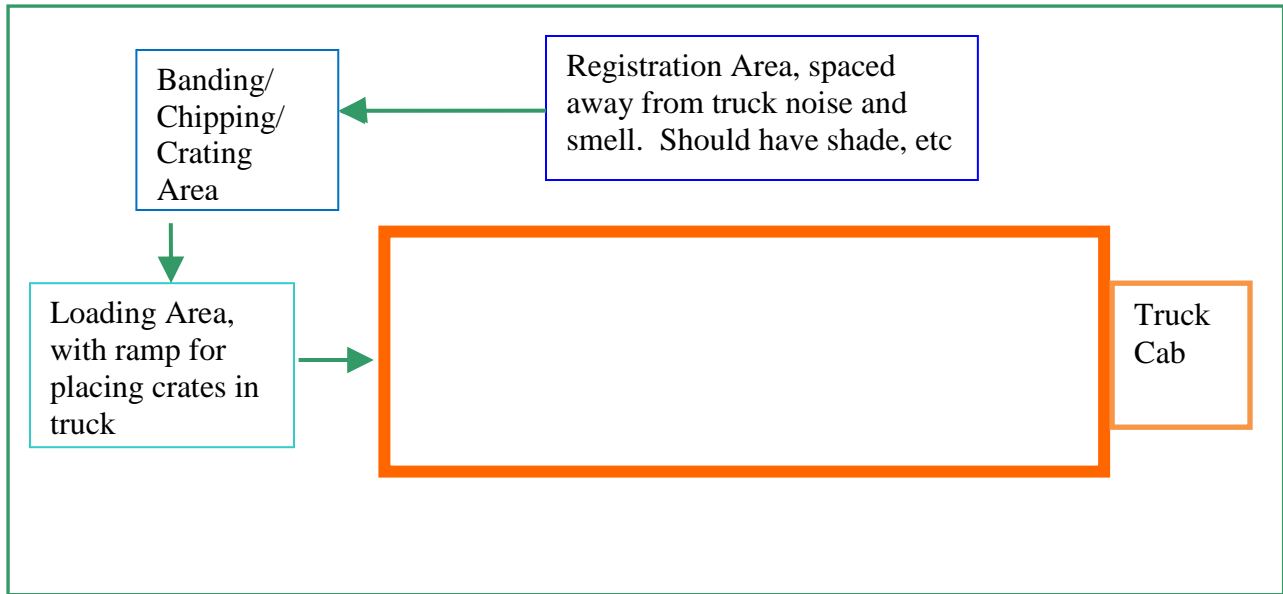 Banding/
Chipping/
Crating
Area
Registration Area, spaced
away from truck noise and
smell.  Should have shade, etc
Loading Area,
with ramp for
placing crates in
truck
Truck
Cab